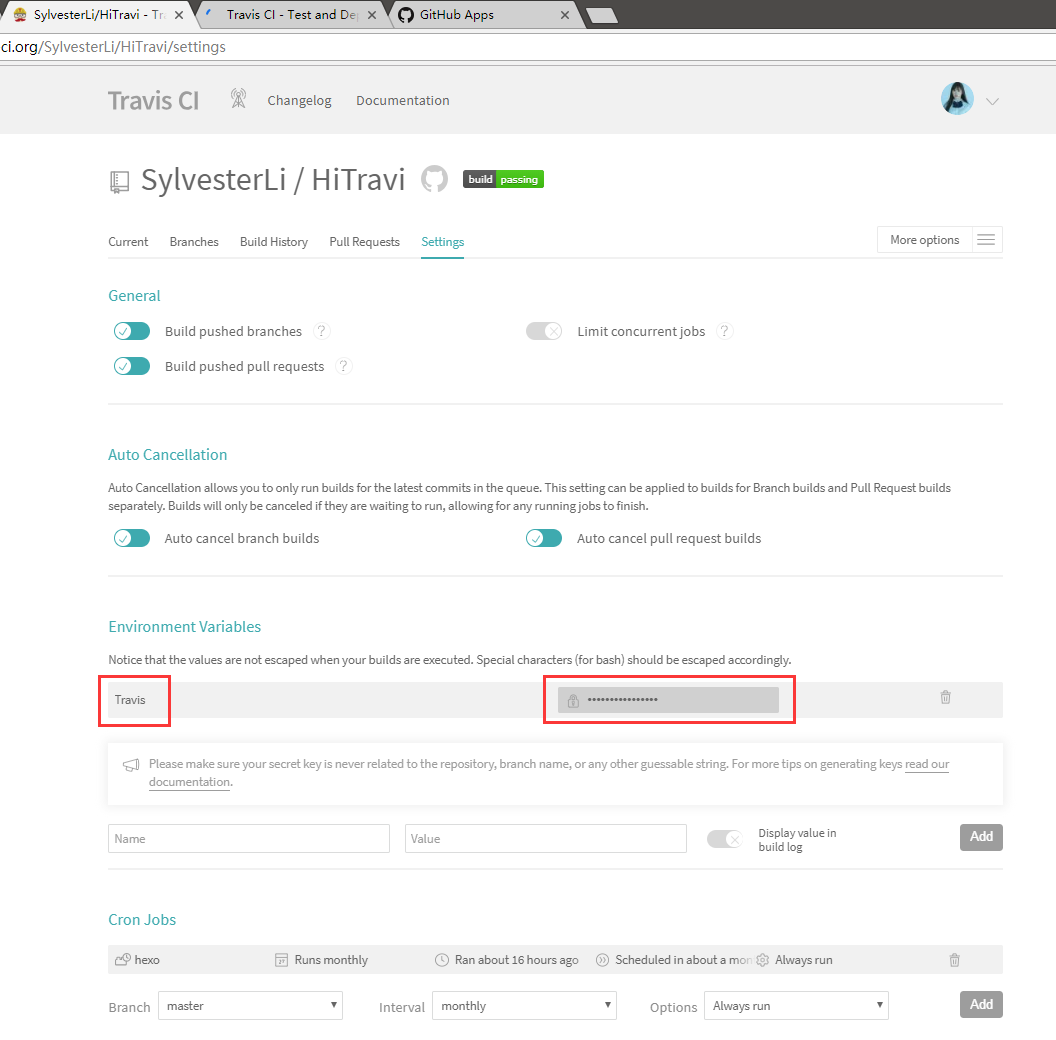 SylvesterLi/HiTravi - Tra
Travis CI - Test and Dep
GitHub Apps
ci.org/SylvesterLi/HiTravi/settings
Travis CI
Changelog
Documentation
SylvesterLi / HiTravi
build passing
Current
Branches
Build History
Pull Requests
Settings
More options
General
Build pushed branches ?
Limit concurrent jobs ?
Build pushed pull requests ?
Auto Cancellation
Auto Cancellation allows you to only run builds for the latest commits in the queue. This setting can be applied to builds for Branch builds and Pull Request builds
separately. Builds will only be canceled if they are waiting to run, allowing for any running jobs to finish.
Auto cancel branch builds
Auto cancel pull request builds
Environment Variables
Notice that the values are not escaped when your builds are executed. Special characters (for bash) should be escaped accordingly.
Travis
••••••••••••••••
Please make sure your secret key is never related to the repository, branch name, or any other guessable string. For more tips on generating keys read our
documentation.
Name
Value
Display value in
build log
Add
Cron Jobs
hexo
Runs monthly
Ran about 16 hours ago
Scheduled in about a mon
Always run
Branch
master
Interval
monthly
Options
Always run
Add